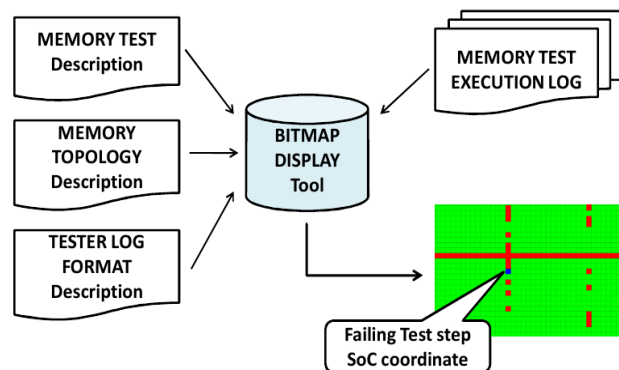 MEMORY TEST
Description
MEMORY TEST
EXECUTION LOG
MEMORY
TOPOLOGY
Description
BITMAP
DISPLAY
Tool
TESTER LOG
FORMAT
Description
Failing Test step
SoC coordinate